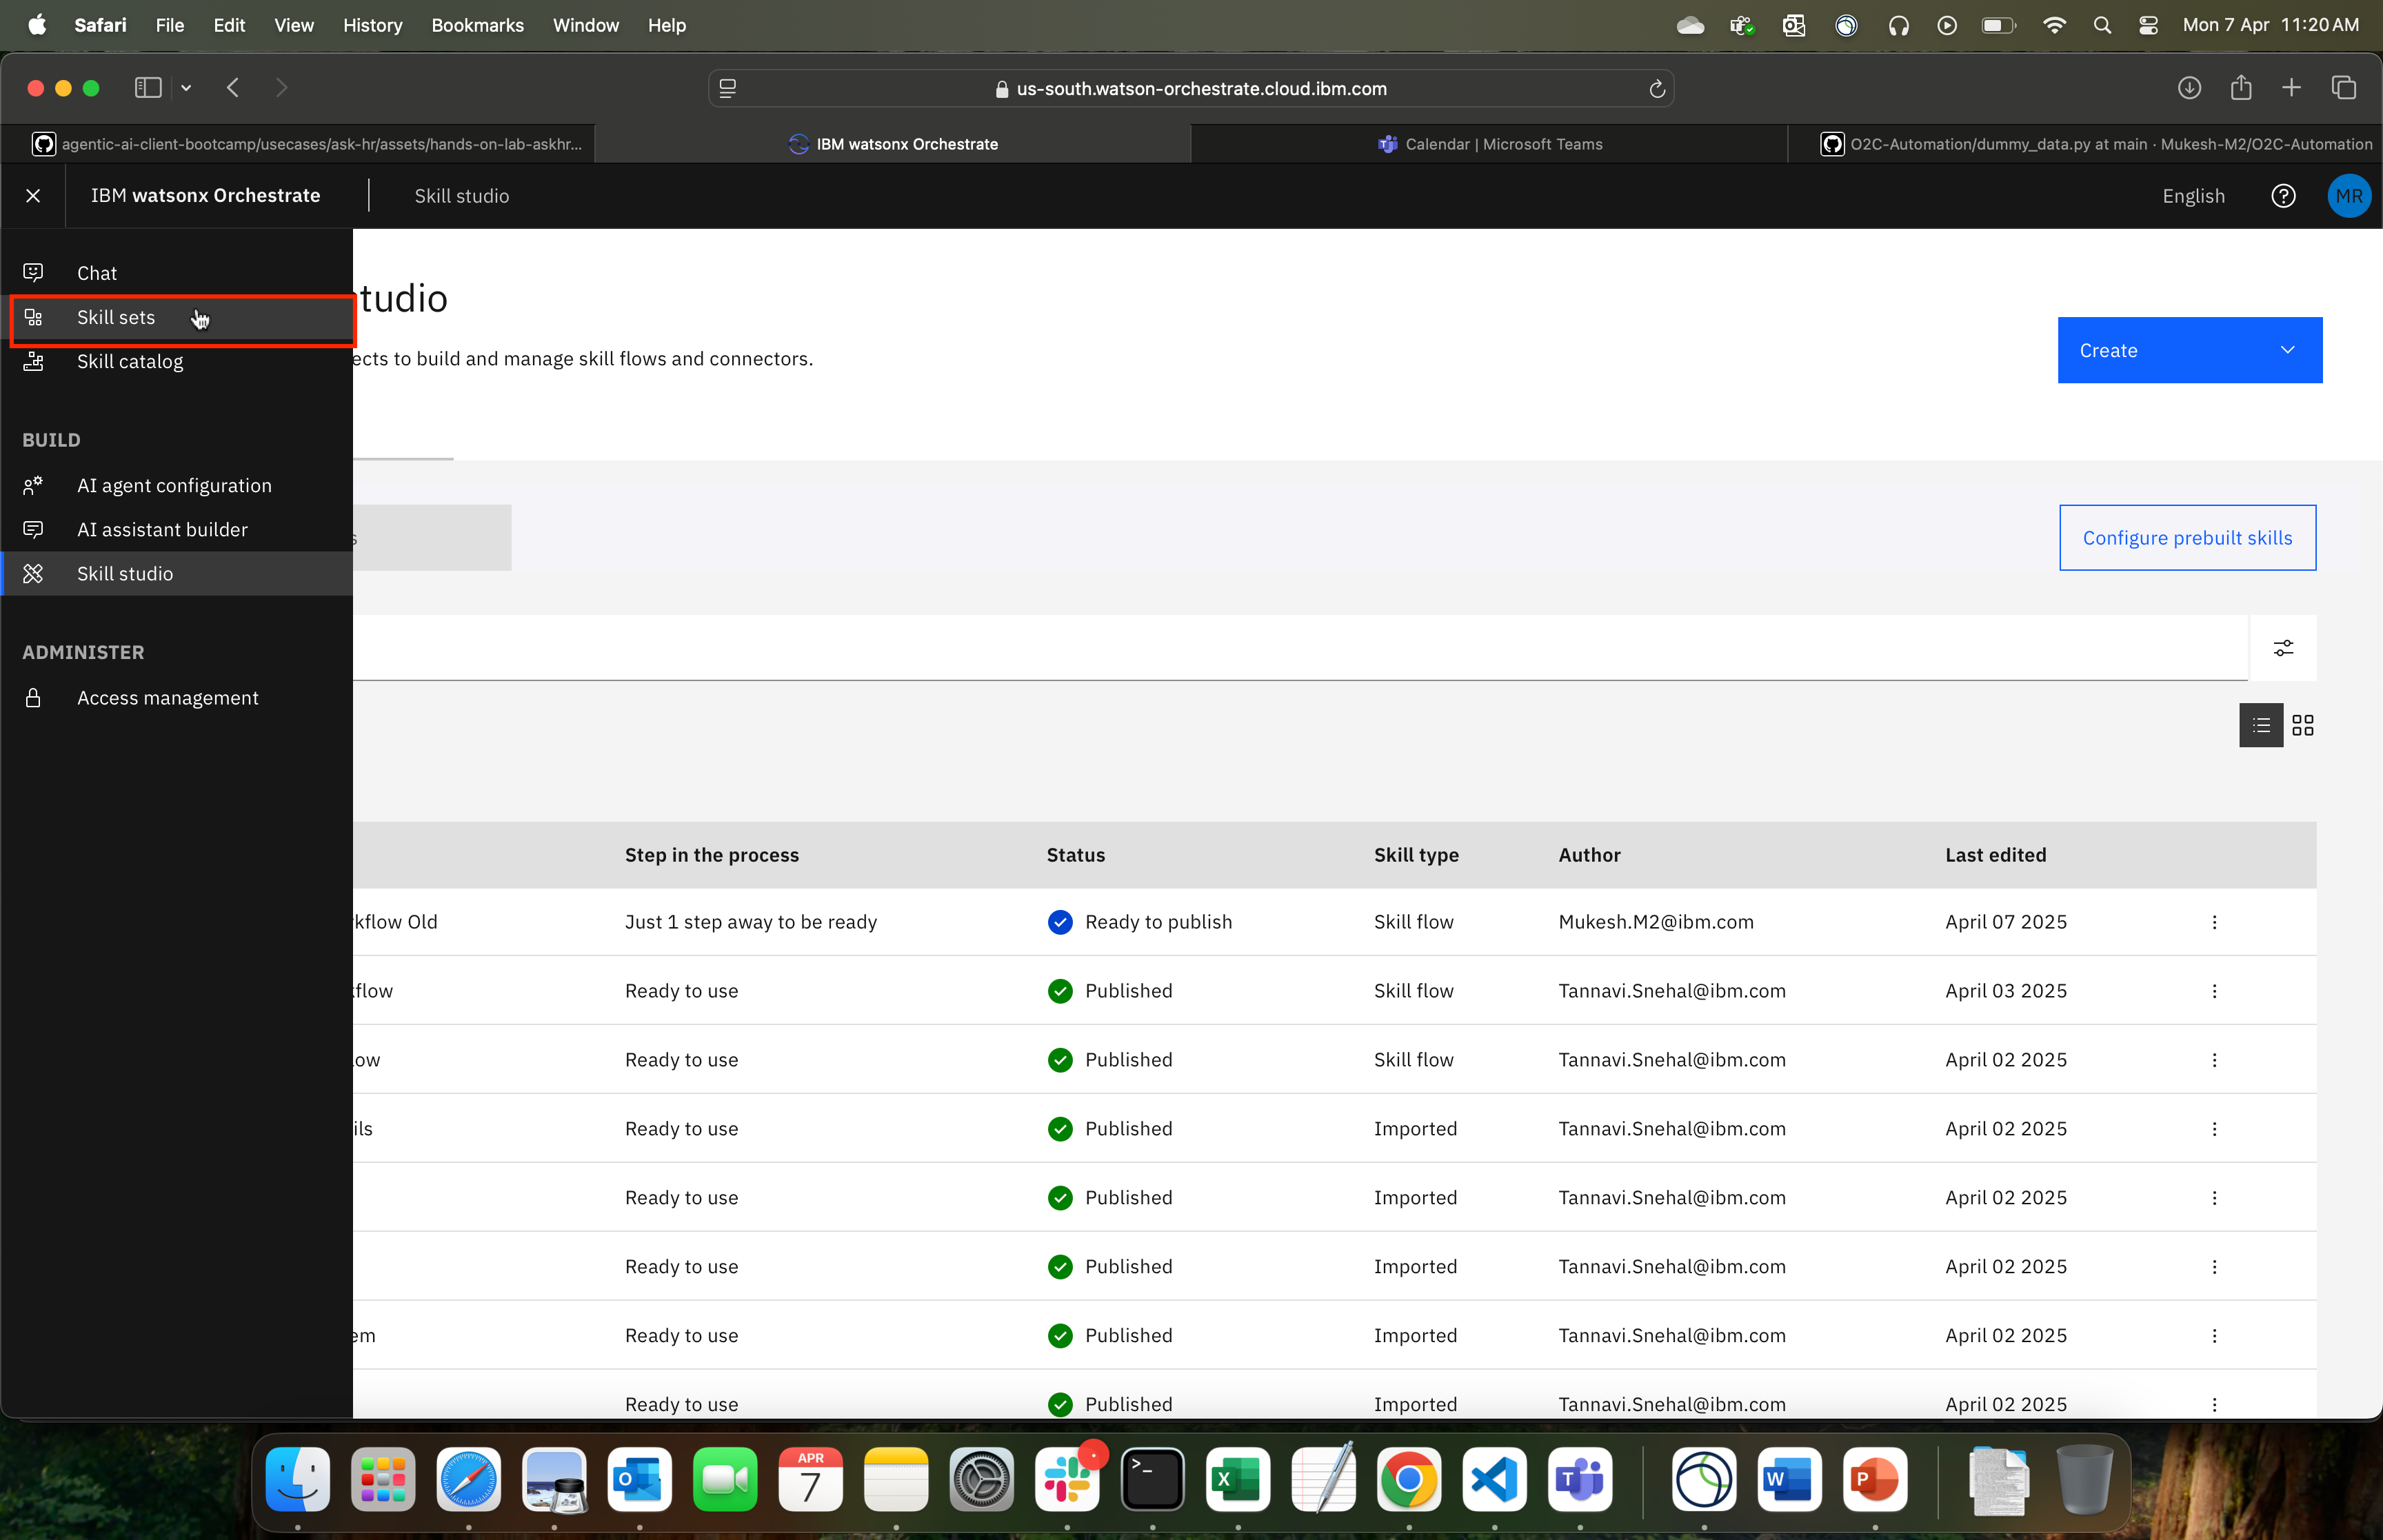 Safari File Edit View History Bookmarks Window Help Mon 7 Apr 11:20 AM
us-south.watson-orchestrate.cloud.ibm.com
agentic-ai-client-bootcamp/usecases/ask-hr/assets/hands-on-lab-askhr... IBM watsonx Orchestrate Calendar | Microsoft Teams O2C-Automation/dummy_data.py at main · Mukesh-M2/O2C-Automation
IBM watsonx Orchestrate Skill studio English MR
Chat
Skill sets
Skill catalog
BUILD
AI agent configuration
AI assistant builder
Skill studio
ADMINISTER
Access management
tudio
ects to build and manage skill flows and connectors.
Create
s
Configure prebuilt skills
Step in the process Status Skill type Author Last edited
kflow Old Just 1 step away to be ready Ready to publish Skill flow Mukesh.M2@ibm.com April 07 2025
flow Ready to use Published Skill flow Tannavi.Snehal@ibm.com April 03 2025
ow Ready to use Published Skill flow Tannavi.Snehal@ibm.com April 02 2025
ils Ready to use Published Imported Tannavi.Snehal@ibm.com April 02 2025
Ready to use Published Imported Tannavi.Snehal@ibm.com April 02 2025
Ready to use Published Imported Tannavi.Snehal@ibm.com April 02 2025
em Ready to use Published Imported Tannavi.Snehal@ibm.com April 02 2025
Ready to use Published Imported Tannavi.Snehal@ibm.com April 02 2025
APR
7